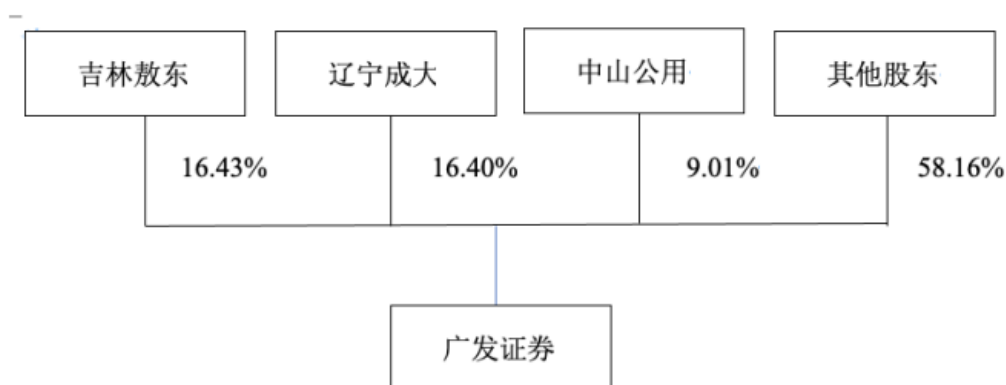 吉林敖东
辽宁成大
中山公用
其他股东
16.43%
16.40%
9.01%
58.16%
广发证券